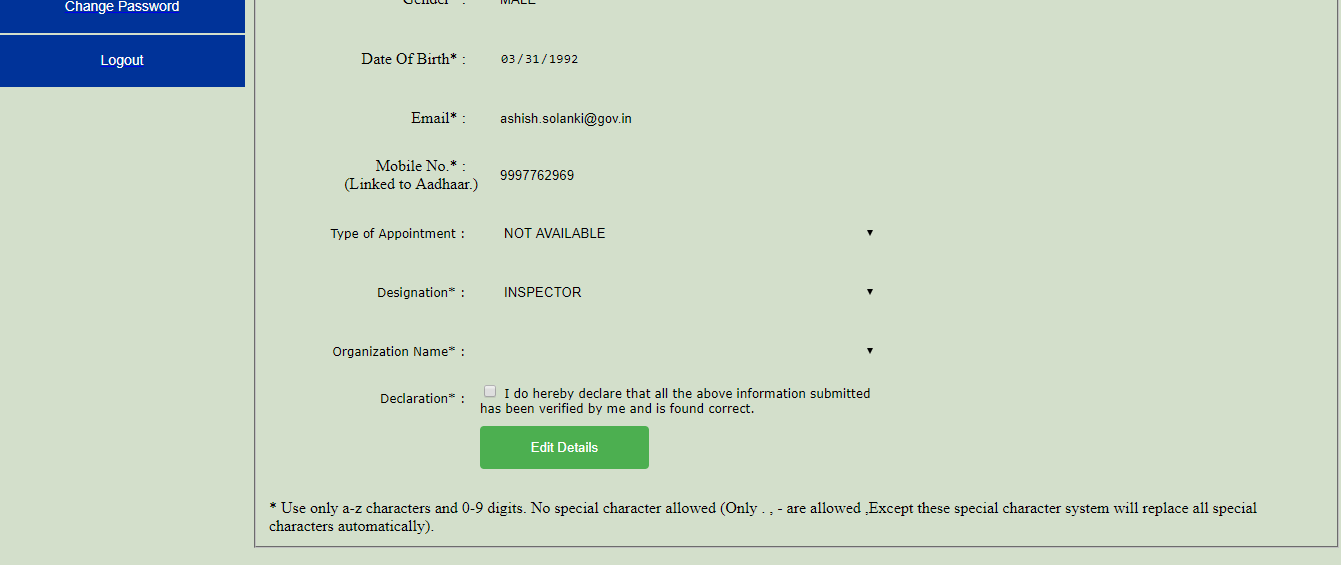 Change Password
Logout
Gender* : MALE
Date Of Birth* : 03/31/1992
Email* : ashish.solanki@gov.in
Mobile No.* :
(Linked to Aadhaar.) 9997762969
Type of Appointment : NOT AVAILABLE
Designation* : INSPECTOR
Organization Name* :
Declaration* : I do hereby declare that all the above information submitted
has been verified by me and is found correct.
Edit Details
* Use only a-z characters and 0-9 digits. No special character allowed (Only . , - are allowed ,Except these special character system will replace all special
characters automatically).